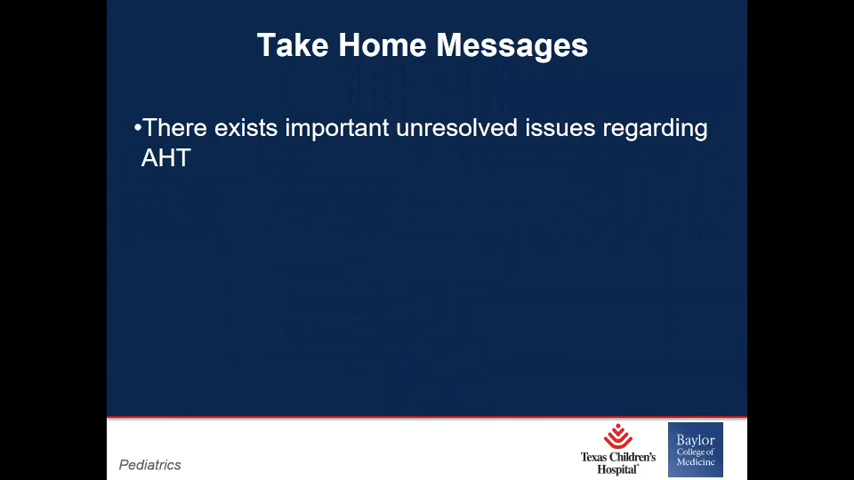 Take Home Messages
•There exists important unresolved issues regarding
AHT
Pediatrics
Texas Children's
Hospital
Baylor
College of
Medicine